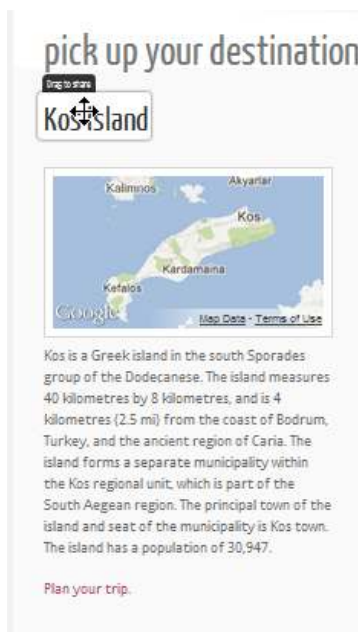 pick up your destination
Drag to share
Kos Island
Kalimnos
Akyarlar
Kos
Kardamaina
Kefalos
Google
Map Data - Terms of Use
Kos is a Greek island in the south Sporades
group of the Dodecanese. The island measures
40 kilometres by 8 kilometres, and is 4
kilometres (2.5 mi) from the coast of Bodrum,
Turkey, and the ancient region of Caria. The
island forms a separate municipality within
the Kos regional unit, which is part of the
South Aegean region. The principal town of the
island and seat of the municipality is Kos town.
The island has a population of 30,947.
Plan your trip.